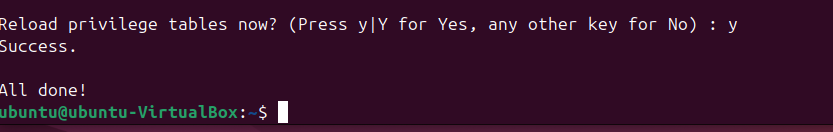 Reload privilege tables now? (Press y|Y for Yes, any other key for No) : y
Success.
All done!
ubuntu@ubuntu-VirtualBox:~$